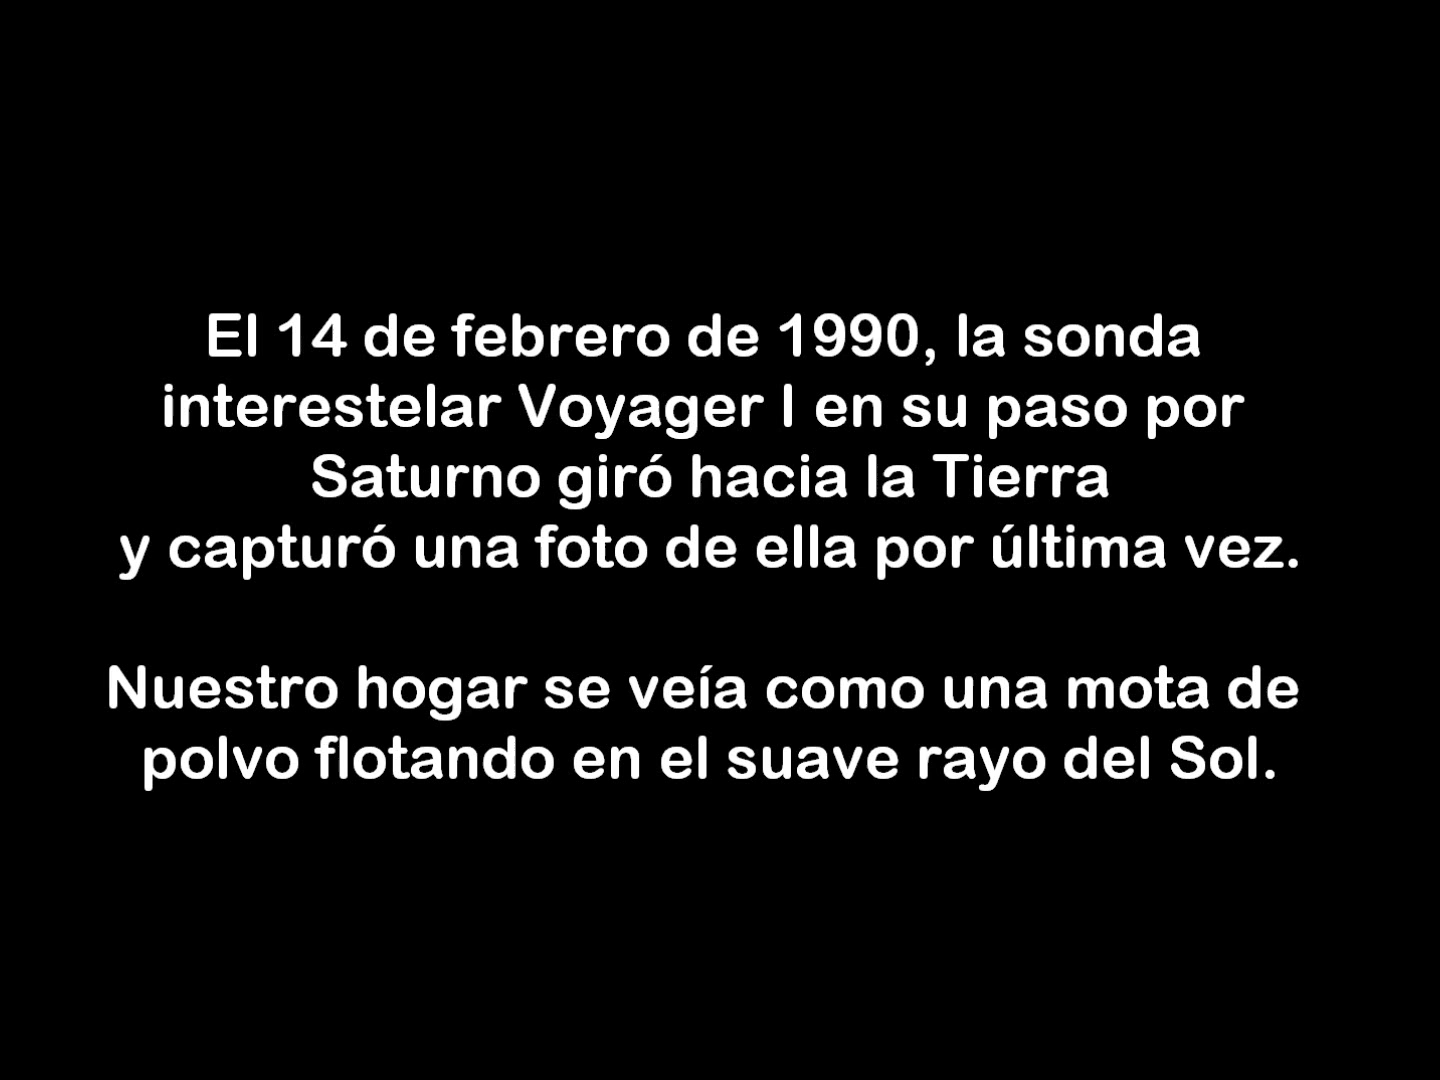 El 14 de febrero de 1990, la sonda
interestelar Voyager I en su paso por
Saturno giró hacia la Tierra
y capturó una foto de ella por última vez.
Nuestro hogar se veía como una mota de
polvo flotando en el suave rayo del Sol.